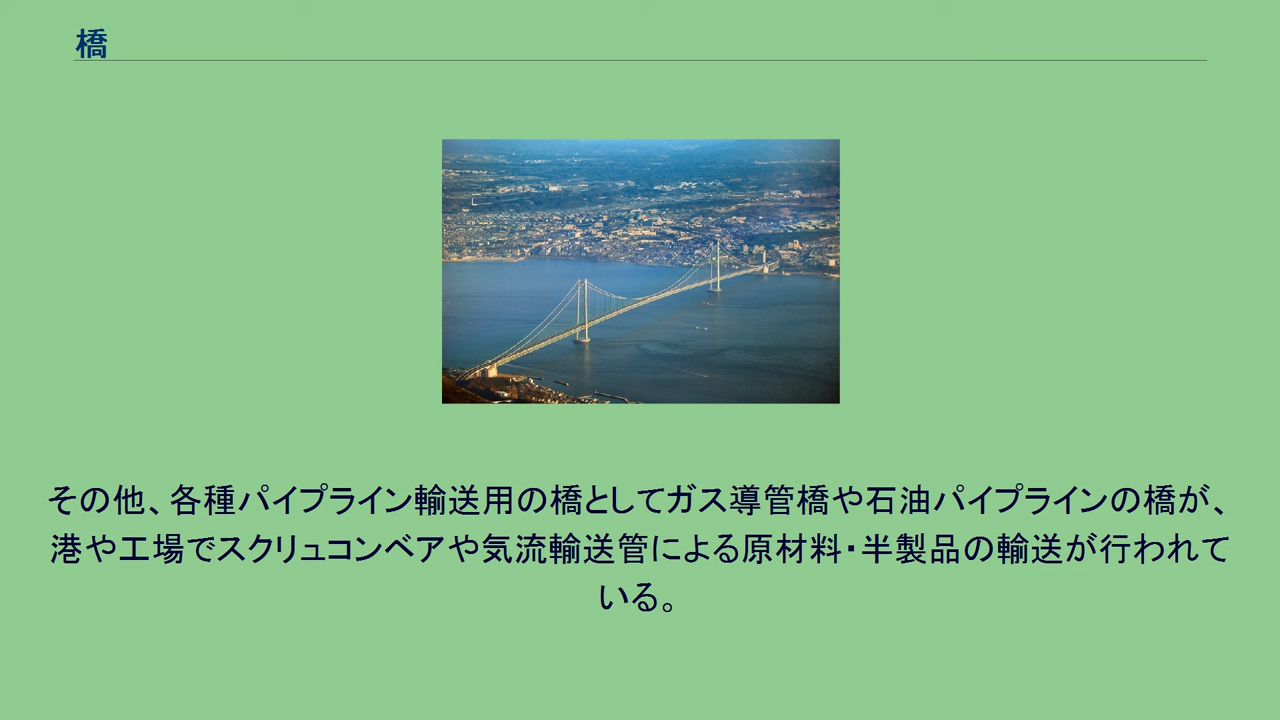 橋
その他、各種パイプライン輸送用の橋としてガス導管橋や石油パイプラインの橋が、
港や工場でスクリュコンベアや気流輸送管による原材料・半製品の輸送が行われて
いる。